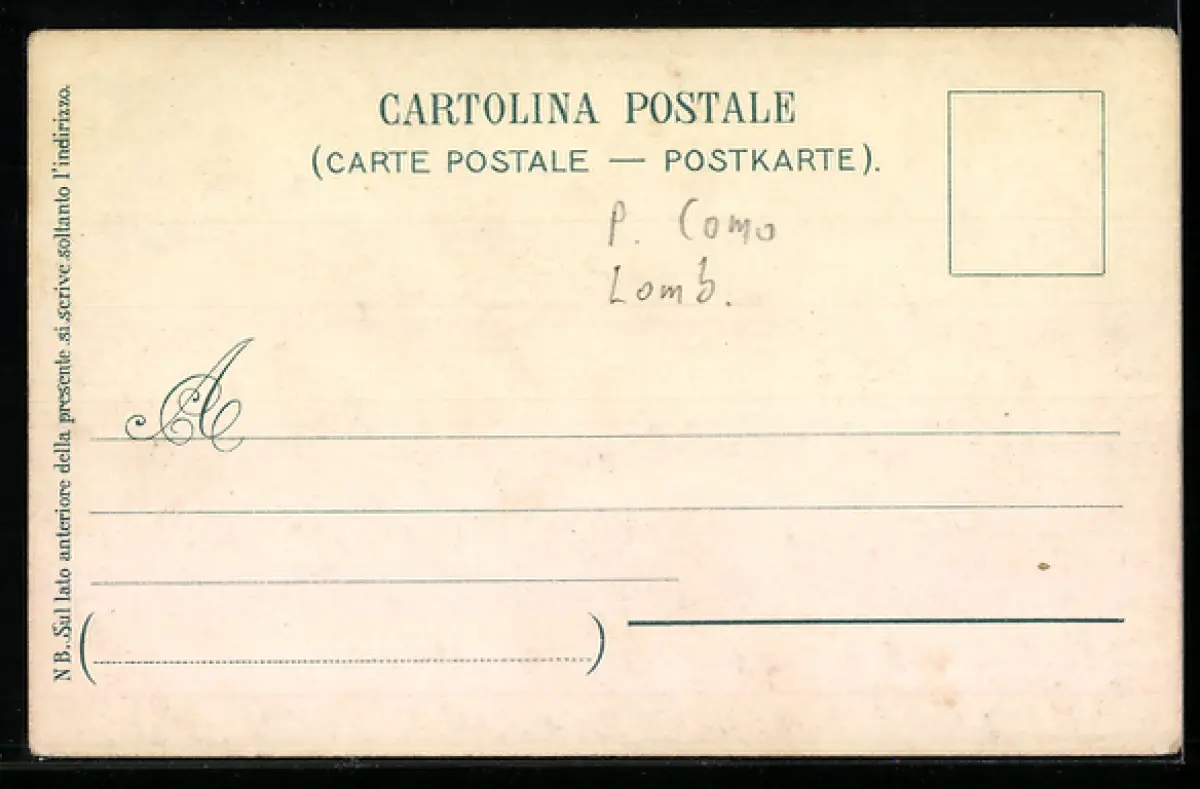 CARTOLINA POSTALE
(CARTE POSTALE — POSTKARTE).
P. Como
Lomb.
A
( )
NB. Sul lato anteriore della presente si scrive soltanto l'indirizzo.